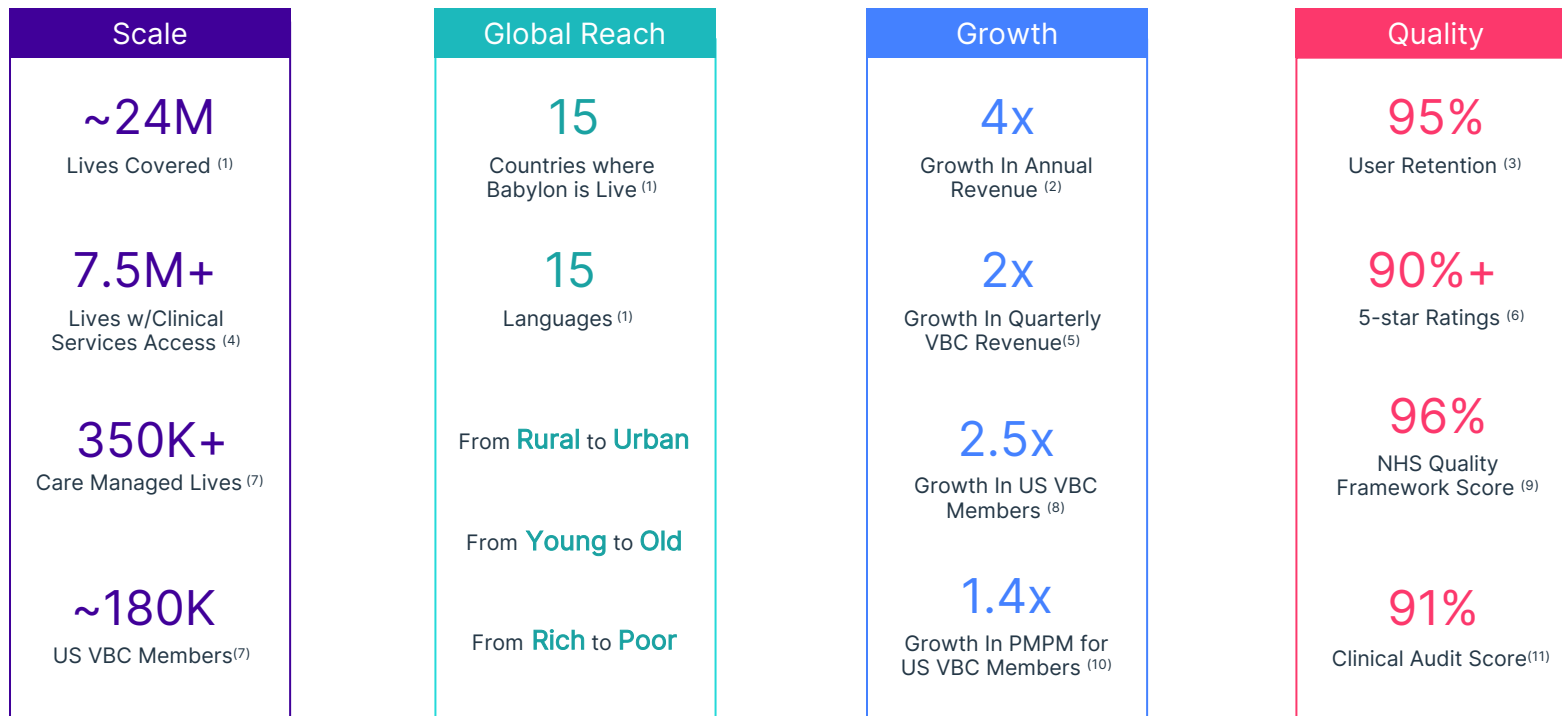 Scale
~24M
Lives Covered (1)
7.5M+
Lives w/Clinical
Services Access (4)
350K+
Care Managed Lives (7)
~180K
US VBC Members(7)
Global Reach
15
Countries where
Babylon is Live (1)
15
Languages (1)
From Rural to Urban
From Young to Old
From Rich to Poor
Growth
4x
Growth In Annual
Revenue (2)
2x
Growth In Quarterly
VBC Revenue(5)
2.5x
Growth In US VBC
Members (8)
1.4x
Growth In PMPM for
US VBC Members (10)
Quality
95%
User Retention (3)
90%+
5-star Ratings (6)
96%
NHS Quality
Framework Score (9)
91%
Clinical Audit Score(11)